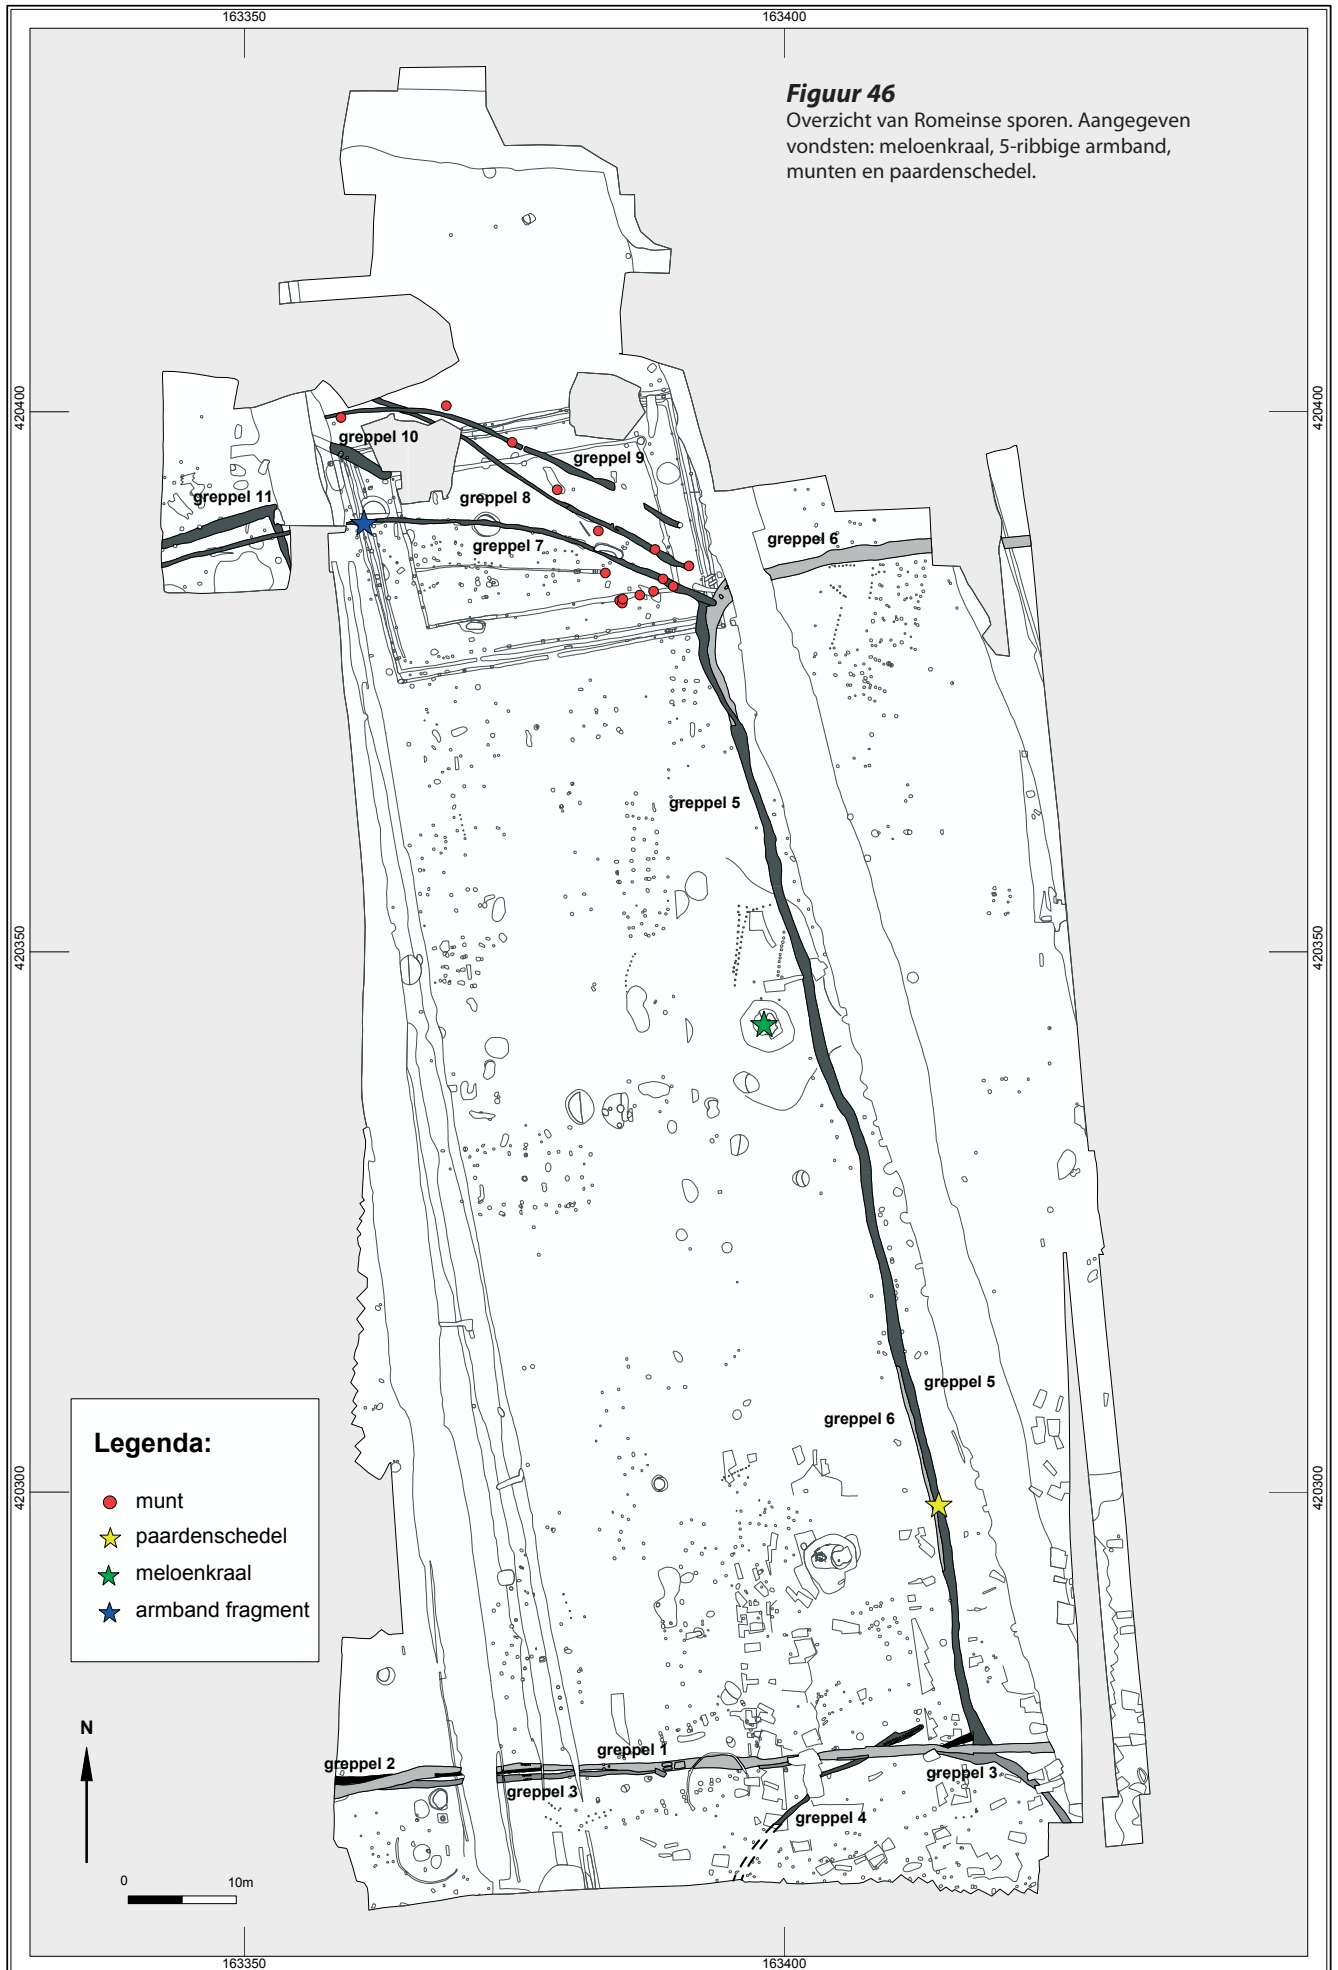 163350
163400
Figuur 46
Overzicht van Romeinse sporen. Aangegeven
vondsten: meloenkraal, 5-ribbige armband,
munten en paardenschedel.
420400
420400
greppel 10
greppel 9
greppel 11
greppel 8
greppel 7
greppel 6
greppel 5
420350
420350
greppel 5
greppel 6
Legenda:
munt
paardenschedel
meloenkraal
armband fragment
420300
420300
N
greppel 1
greppel 2
greppel 3
greppel 3
greppel 4
0
10m
163350
163400